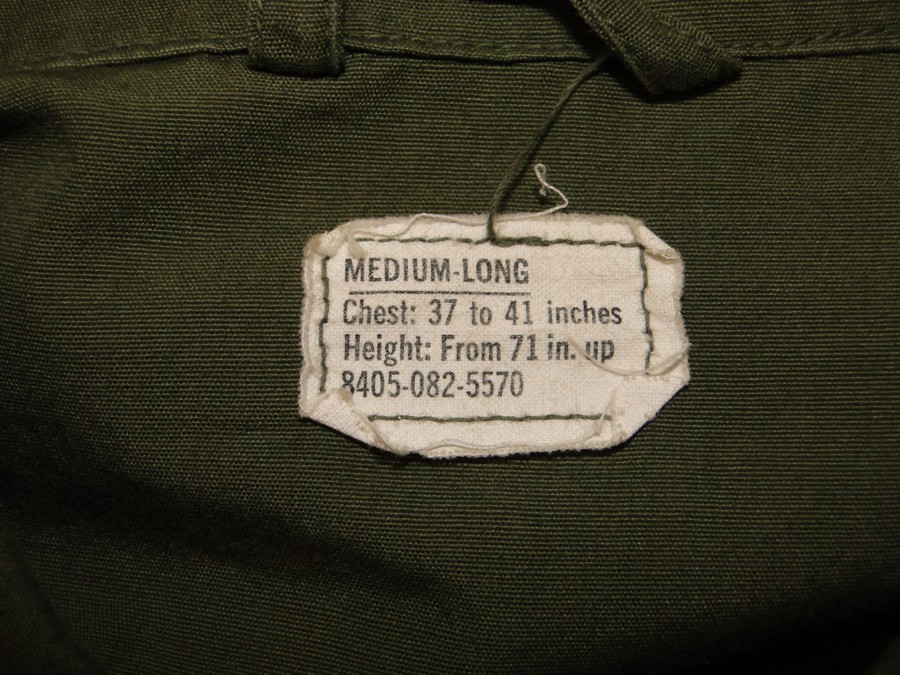 MEDIUM-LONG
Chest: 37 to 41 inches
Height: From 71 in. up
8405-082-5570